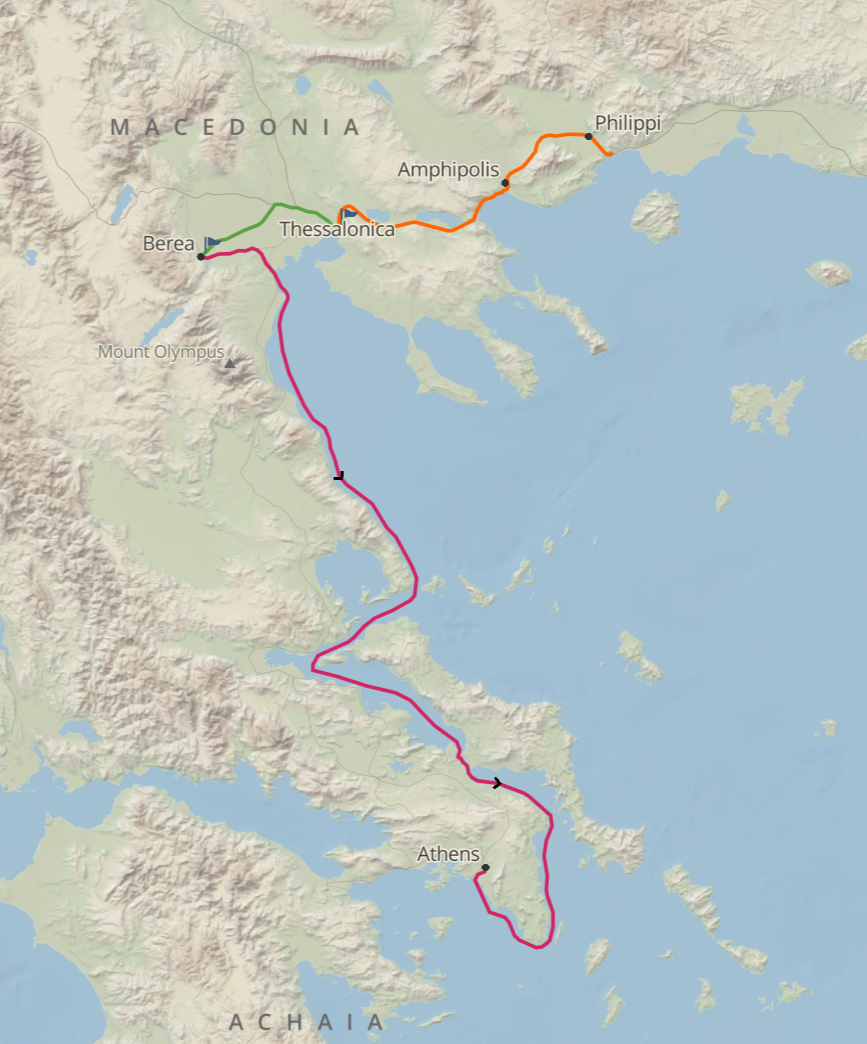 MACEDONIA
Philippi
Amphipolis
Thessalonica
Berea
Mount Olympus
Athens
ACHAIA